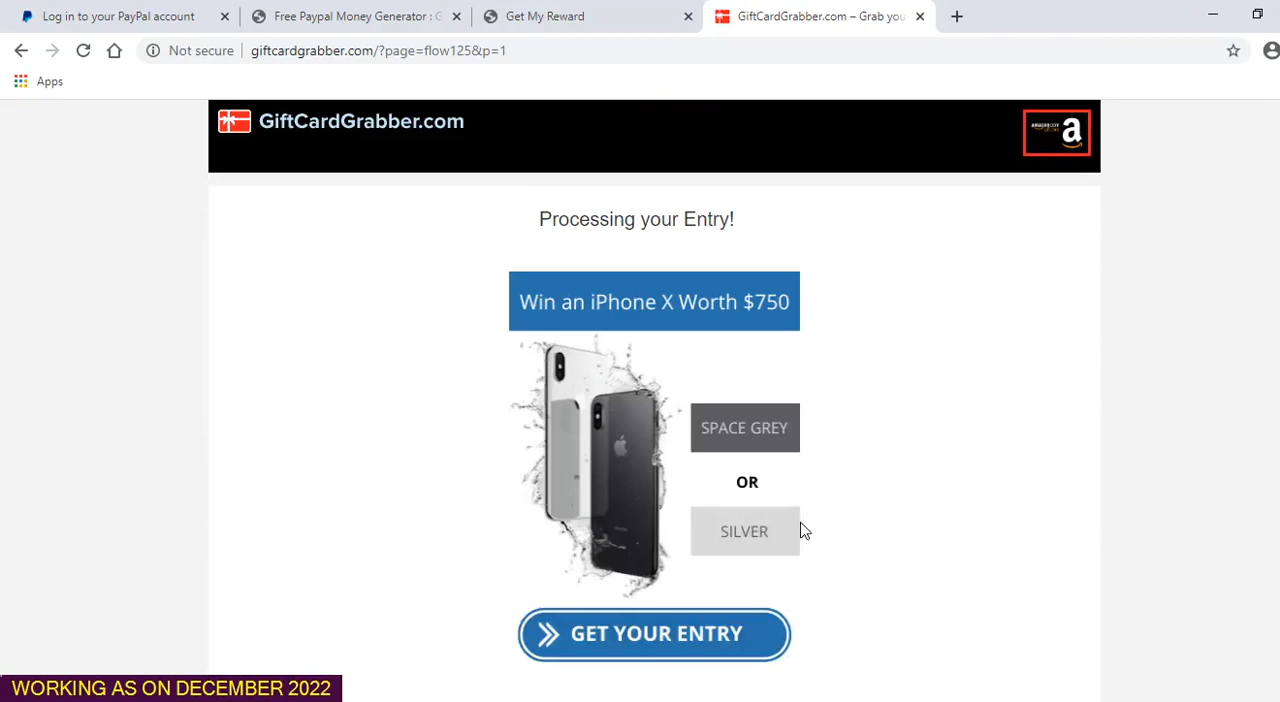 Log in to your PayPal account
Free Paypal Money Generator : G
Get My Reward
GiftCardGrabber.com – Grab you
Not secure
giftcardgrabber.com/?page=flow125&p=1
Apps
GiftCardGrabber.com
a
Processing your Entry!
Win an iPhone X Worth $750
SPACE GREY
OR
SILVER
GET YOUR ENTRY
WORKING AS ON DECEMBER 2022